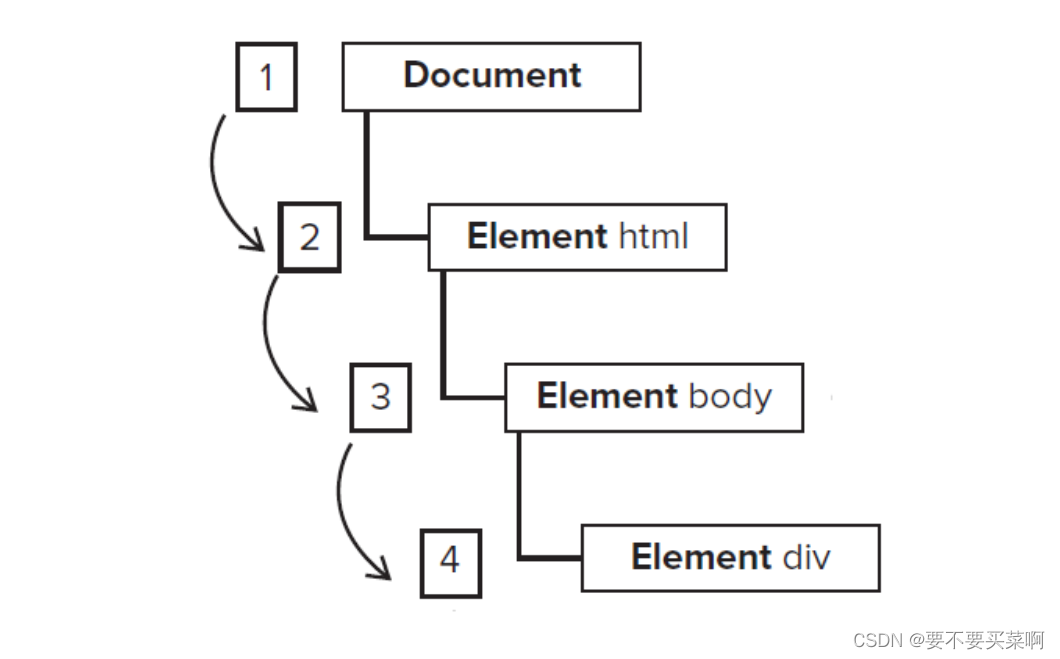 1
Document
2
Element html
3
Element body
4
Element div
CSDN @要不要买菜啊